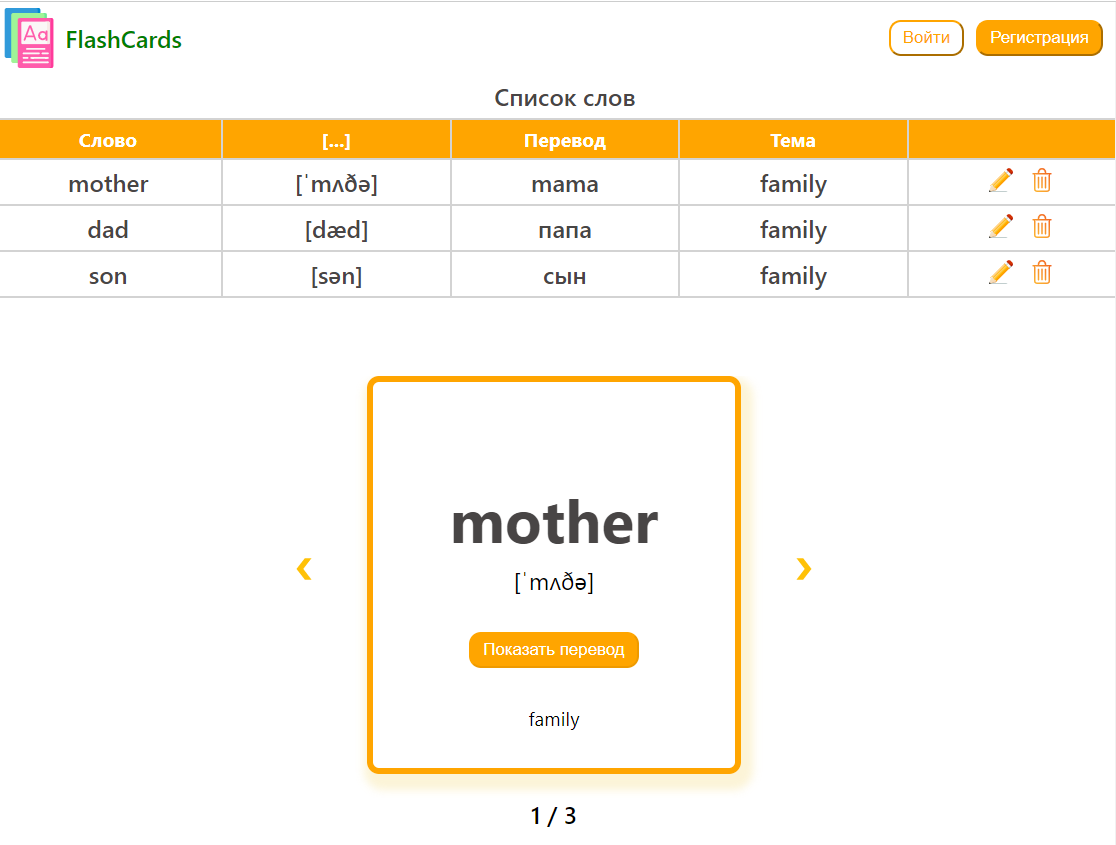 Aa
FlashCards
Войти Регистрация
Список слов
Слово [...] Перевод Тема
mother [ˈmʌðə] мама family
dad [dæd] папа family
son [sən] сын family
‹ ›
mother
[ˈmʌðə]
Показать перевод
family
1 / 3